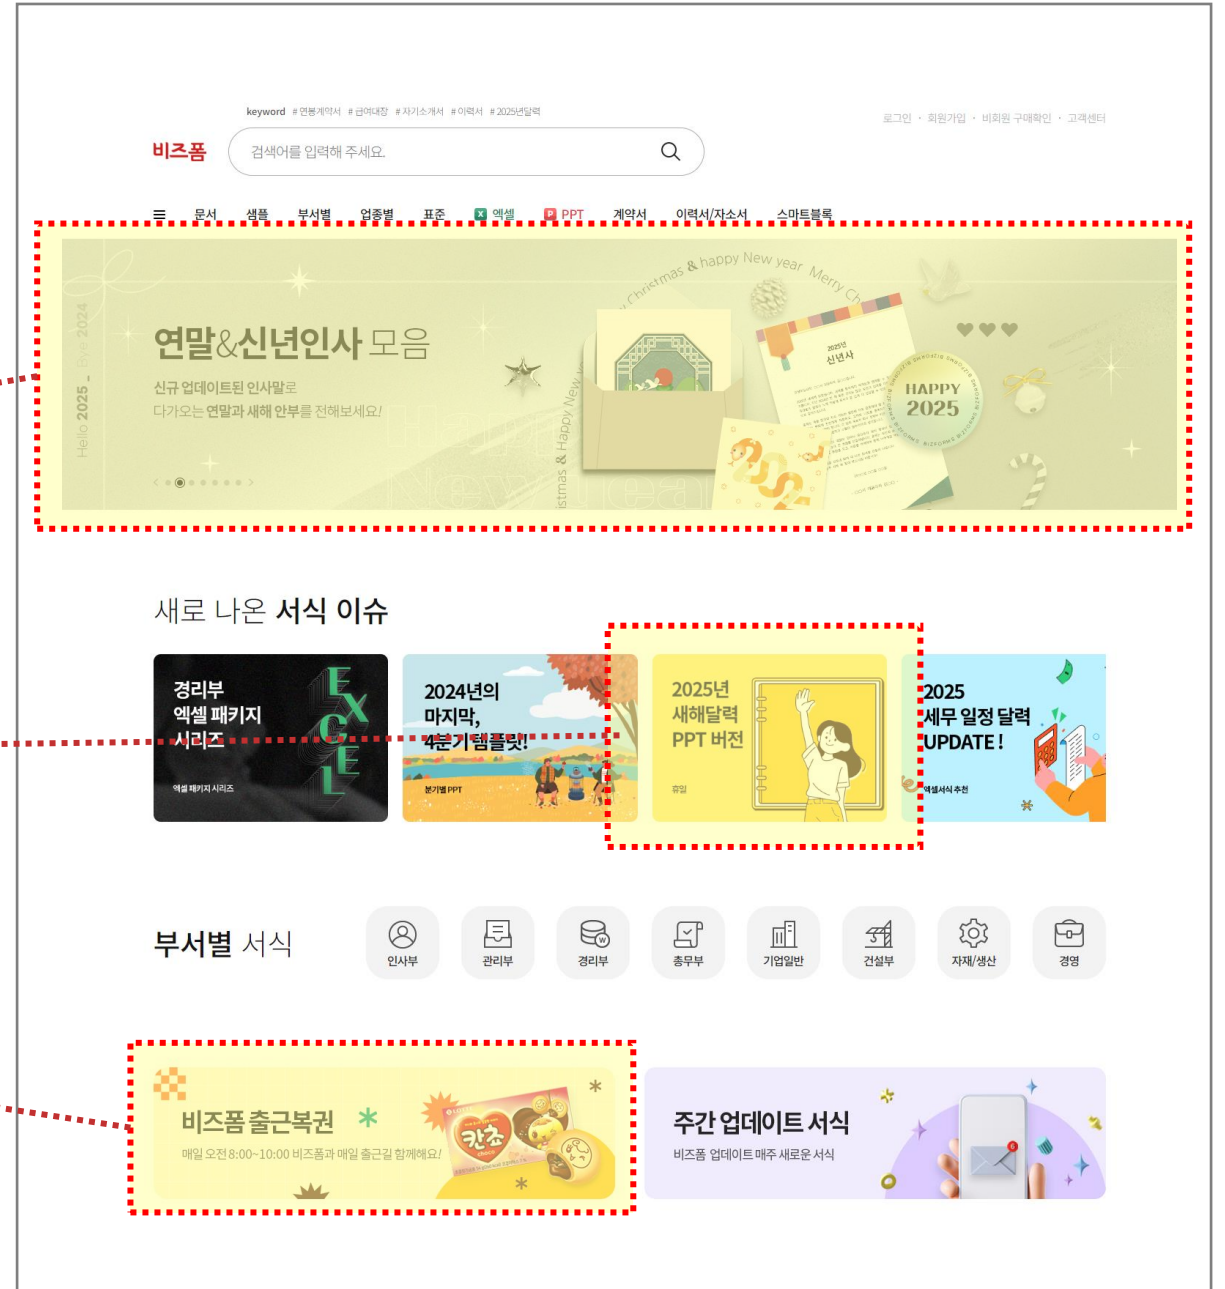 keyword # 연봉계약서 # 급여대장 # 자기소개서 # 이력서 # 2025년달력
로그인 · 회원가입 · 비회원 구매확인 · 고객센터
비즈폼
검색어를 입력해 주세요.
문서 샘플 부서별 업종별 표준 X 엑셀 P PPT 계약서 이력서/자소서 스마트블록
Hello 2025 _ Bye 2024
연말&신년인사 모음
신규 업데이트된 인사말로
다가오는 연말과 새해 안부를 전해보세요!
Christmas & happy New year Merry Ch
istmas & Happy New
2025년
신년사
HAPPY
2025
새로 나온 서식 이슈
경리부
엑셀 패키지
시리즈
엑셀 패키지 시리즈
EXCEL
2024년의
마지막,
4분기 템플릿!
분기별 PPT
2025년
새해달력
PPT 버전
휴일
2025
세무 일정 달력
UPDATE !
엑셀서식 추천
부서별 서식
인사부 관리부 경리부 총무부 기업일반 건설부 자재/생산 경영
비즈폼 출근복권
매일 오전 8:00~10:00 비즈폼과 매일 출근길 함께해요!
칸쵸
choco
주간 업데이트 서식
비즈폼 업데이트 매주 새로운 서식
6